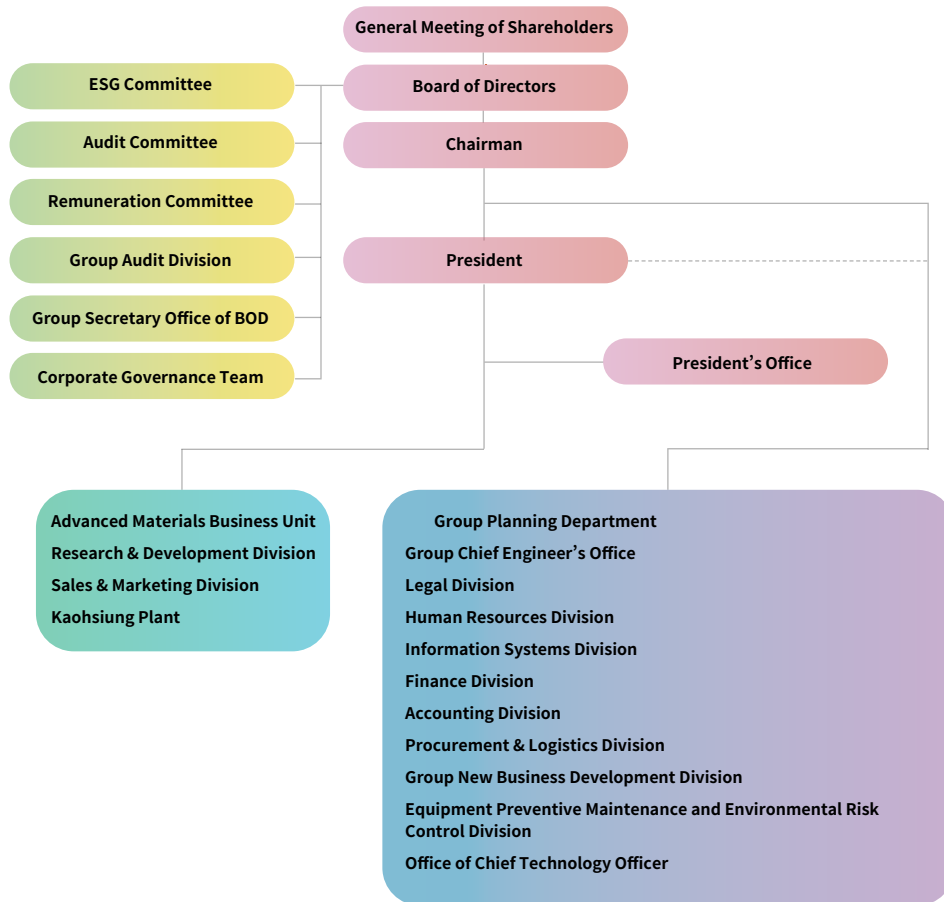 General Meeting of Shareholders
ESG Committee
Board of Directors
Audit Committee
Chairman
Remuneration Committee
Group Audit Division
President
Group Secretary Office of BOD
President’s Office
Corporate Governance Team
Advanced Materials Business Unit
Research & Development Division
Sales & Marketing Division
Kaohsiung Plant
Group Planning Department
Group Chief Engineer’s Office
Legal Division
Human Resources Division
Information Systems Division
Finance Division
Accounting Division
Procurement & Logistics Division
Group New Business Development Division
Equipment Preventive Maintenance and Environmental Risk
Control Division
Office of Chief Technology Officer